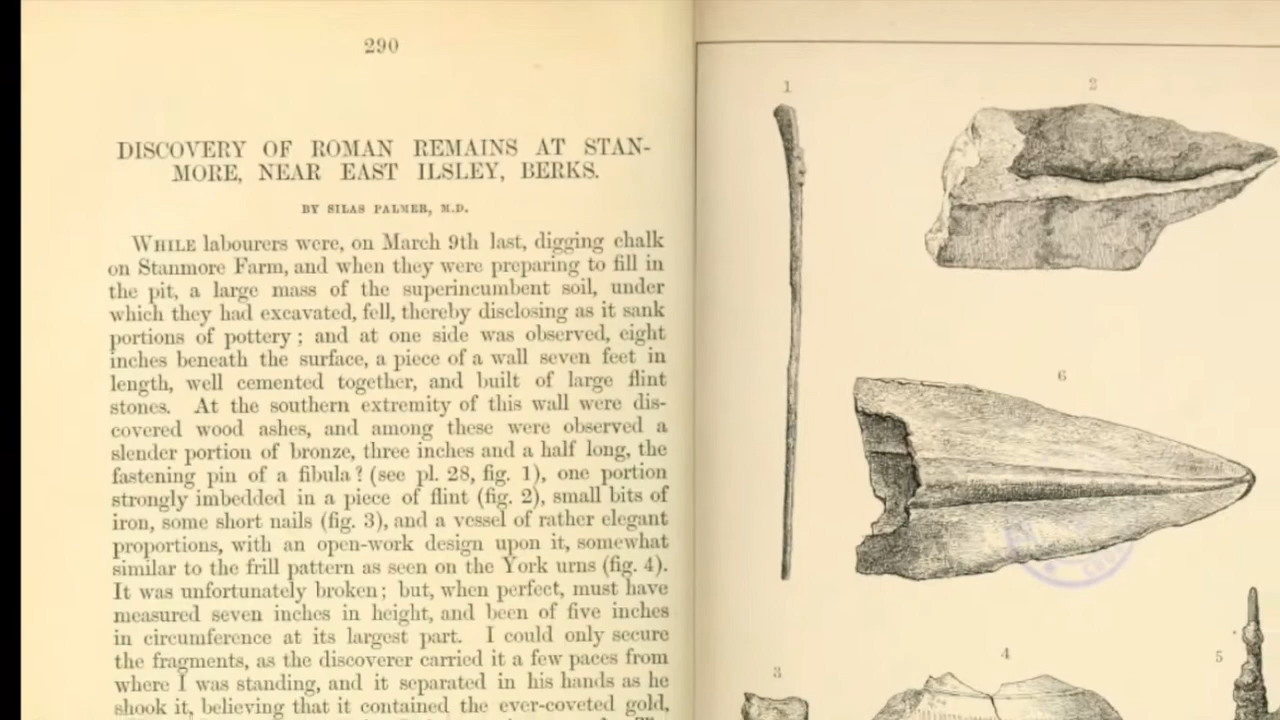 290
DISCOVERY OF ROMAN REMAINS AT STAN-
MORE, NEAR EAST ILSLEY, BERKS.
BY SILAS PALMER, M.D.
WHILE labourers were, on March 9th last, digging chalk
on Stanmore Farm, and when they were preparing to fill in
the pit, a large mass of the superincumbent soil, under
which they had excavated, fell, thereby disclosing as it sank
portions of pottery; and at one side was observed, eight
inches beneath the surface, a piece of a wall seven feet in
length, well cemented together, and built of large flint
stones. At the southern extremity of this wall were dis-
covered wood ashes, and among these were observed a
slender portion of bronze, three inches and a half long, the
fastening pin of a fibula? (see pl. 28, fig. 1), one portion
strongly imbedded in a piece of flint (fig. 2), small bits of
iron, some short nails (fig. 3), and a vessel of rather elegant
proportions, with an open-work design upon it, somewhat
similar to the frill pattern as seen on the York urns (fig. 4).
It was unfortunately broken; but, when perfect, must have
measured seven inches in height, and been of five inches
in circumference at its largest part. I could only secure
the fragments, as the discoverer carried it a few paces from
where I was standing, and it separated in his hands as he
shook it, believing that it contained the ever-coveted gold,
1
2
6
3
4
5